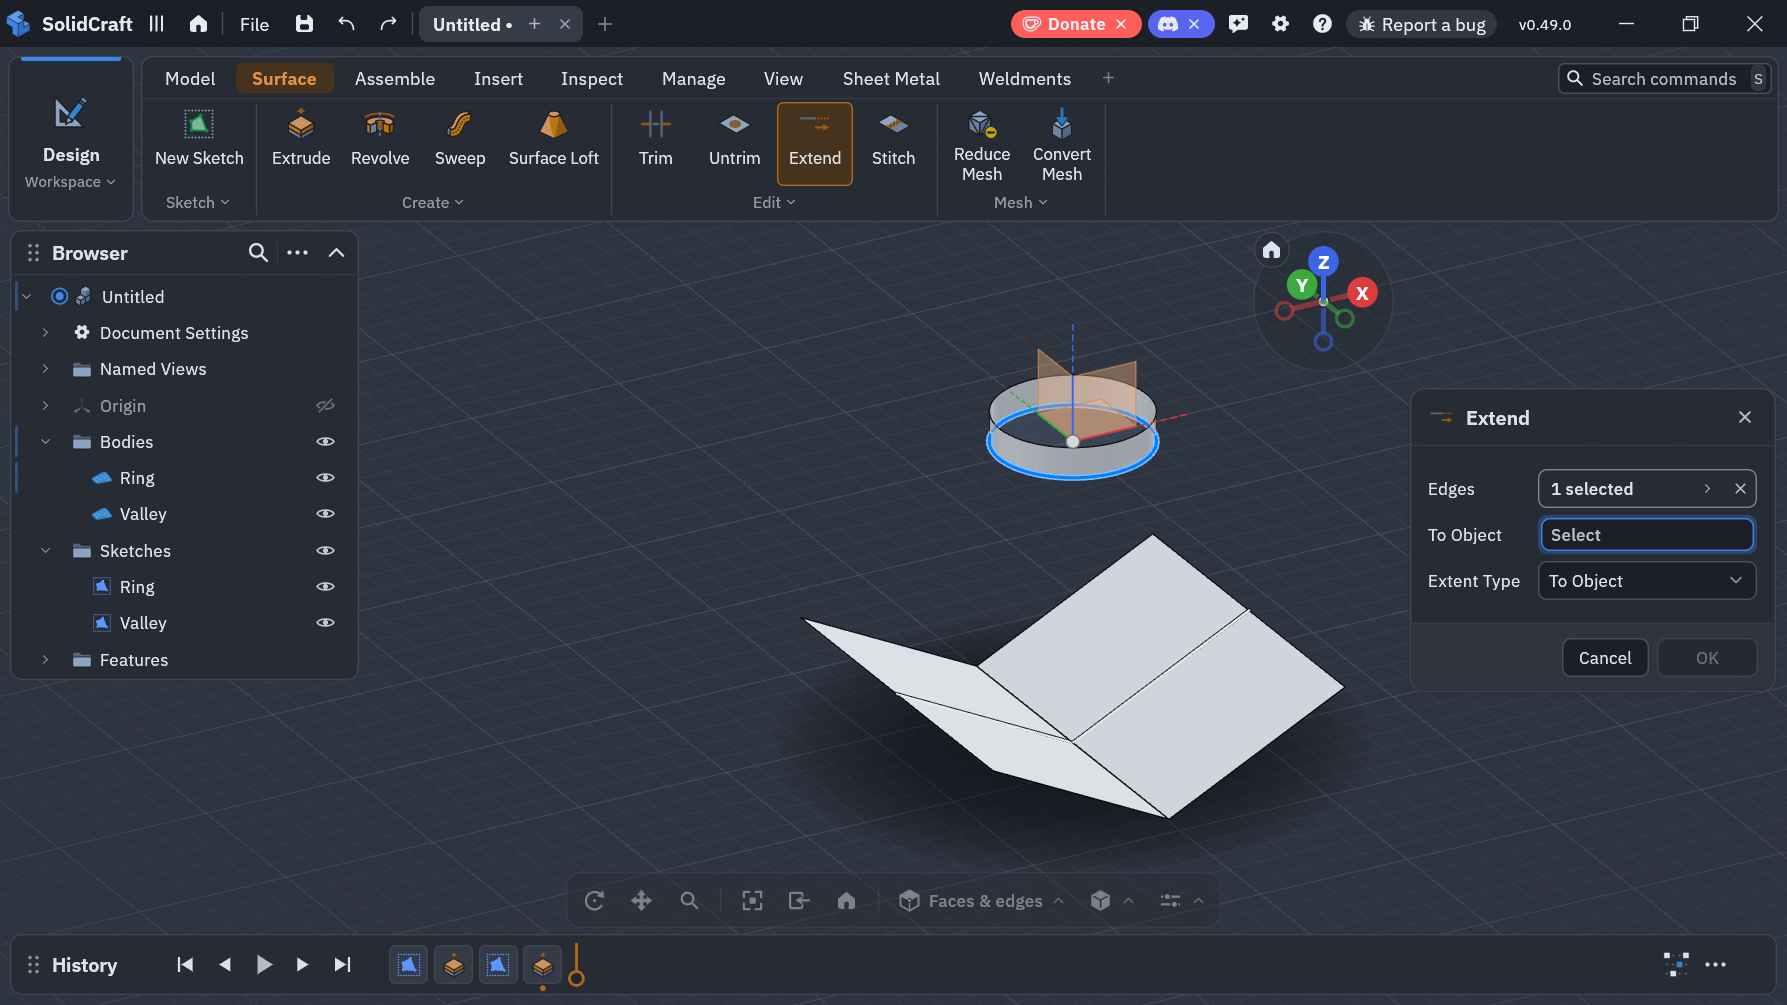 SolidCraft
File
Untitled •
Donate
Report a bug
v0.49.0
Design
Workspace
Model
Surface
Assemble
Insert
Inspect
Manage
View
Sheet Metal
Weldments
Search commands
S
New Sketch
Extrude
Revolve
Sweep
Surface Loft
Trim
Untrim
Extend
Stitch
Reduce
Mesh
Convert
Mesh
Sketch
Create
Edit
Mesh
Browser
Untitled
Document Settings
Named Views
Origin
Bodies
Ring
Valley
Sketches
Ring
Valley
Features
Z
Y
X
Extend
Edges
1 selected
To Object
Select
Extent Type
To Object
Cancel
OK
Faces & edges
History